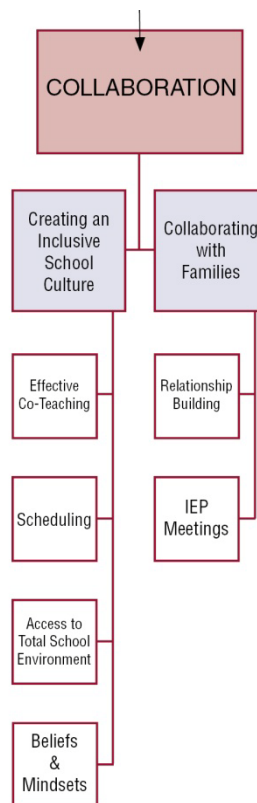 COLLABORATION
Creating an
Inclusive
School
Culture
Collaborating
with
Families
Effective
Co-Teaching
Relationship
Building
Scheduling
IEP
Meetings
Access to
Total School
Environment
Beliefs
&
Mindsets